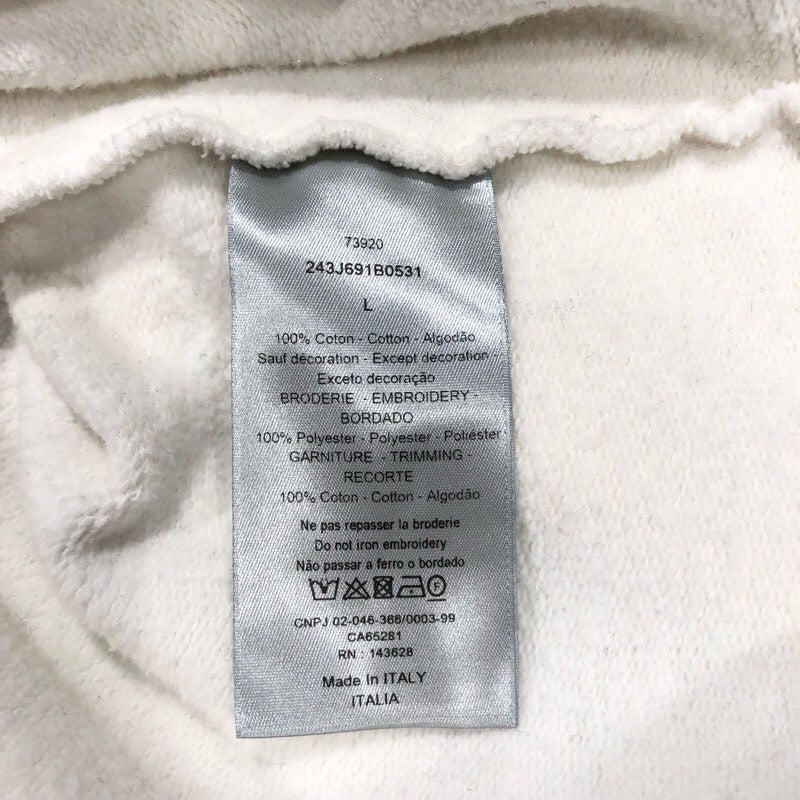 73920
243J691B0531
L
100% Coton - Cotton - Algodão
Sauf décoration - Except decoration -
Exceto decoração
BRODERIE - EMBROIDERY -
BORDADO
100% Polyester - Polyester - Poliéster
GARNITURE - TRIMMING -
RECORTE
100% Coton - Cotton - Algodão
Ne pas repasser la broderie
Do not iron embroidery
Não passar a ferro o bordado
F
CNPJ 02-046-366/0003-99
CA65281
RN : 143628
Made In ITALY
ITALIA